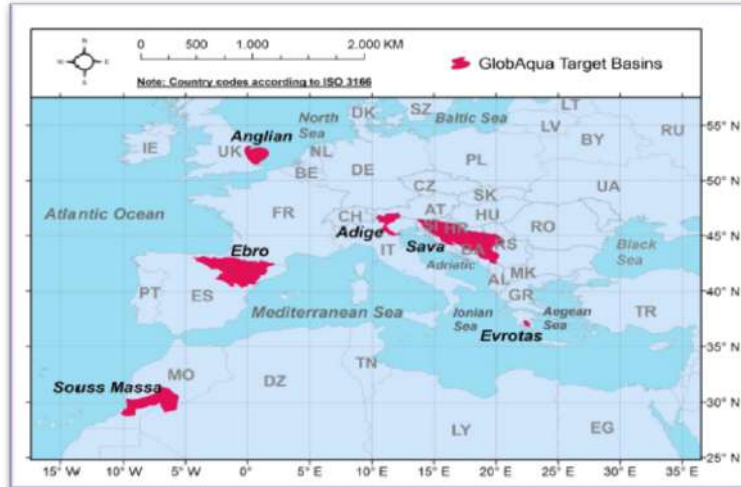 0 500 1.000 2.000 KM
N
W E
S
Note: Country codes according to ISO 3166
GlobAqua Target Basins
55° N
50° N
45° N
40° N
35° N
30° N
25° N
DK
SZ
LT
North
Sea
Baltic Sea
LV
RU
Anglian
IE
UK
NL
BY
BE
DE
PL
CZ
UA
SK
Atlantic Ocean
FR
CH
AT
HU
SI
HR
RO
Adige
Ebro
IT
Sava
BA
RS
Black
Sea
Adriatic
PT
ES
AL
MK
GR
Mediterranean Sea
Ionian
Sea
Aegean
Sea
TR
Evrotas
TN
Souss Massa
MO
DZ
LY
EG
15° W 10° W 5° W 0° 5° E 10° E 15° E 20° E 25° E 30° E 35° E